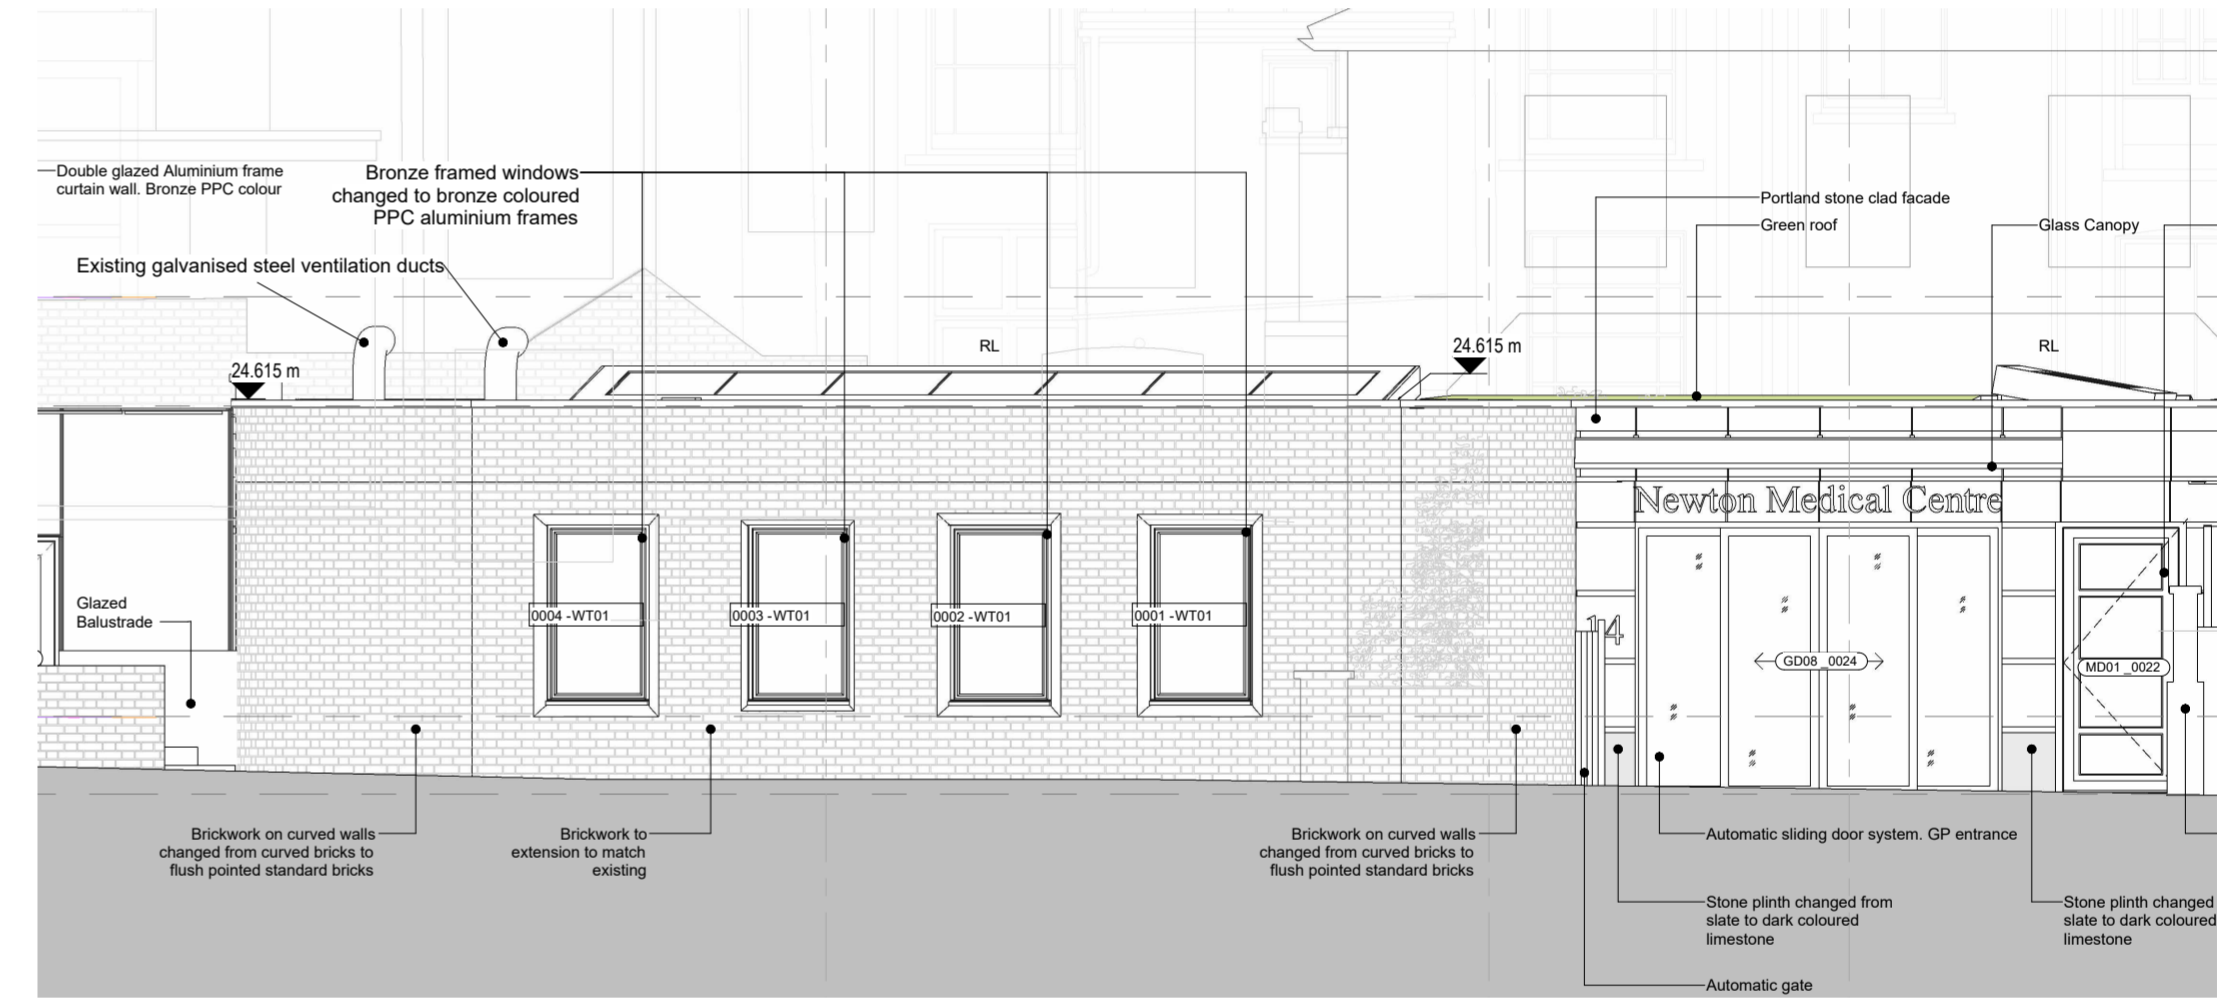 Double glazed Aluminium frame
curtain wall. Bronze PPC colour
Bronze framed windows
changed to bronze coloured
PPC aluminium frames
Existing galvanised steel ventilation ducts
Portland stone clad facade
Green roof
Glass Canopy
24.615 m
RL
24.615 m
RL
Newton Medical Centre
Glazed
Balustrade
0004 -WT01
0003 -WT01
0002 -WT01
0001 -WT01
14
GD08 _0024
MD01 _0022
Brickwork on curved walls
changed from curved bricks to
flush pointed standard bricks
Brickwork to
extension to match
existing
Brickwork on curved walls
changed from curved bricks to
flush pointed standard bricks
Automatic sliding door system. GP entrance
Stone plinth changed from
slate to dark coloured
limestone
Stone plinth changed
slate to dark coloured
limestone
Automatic gate